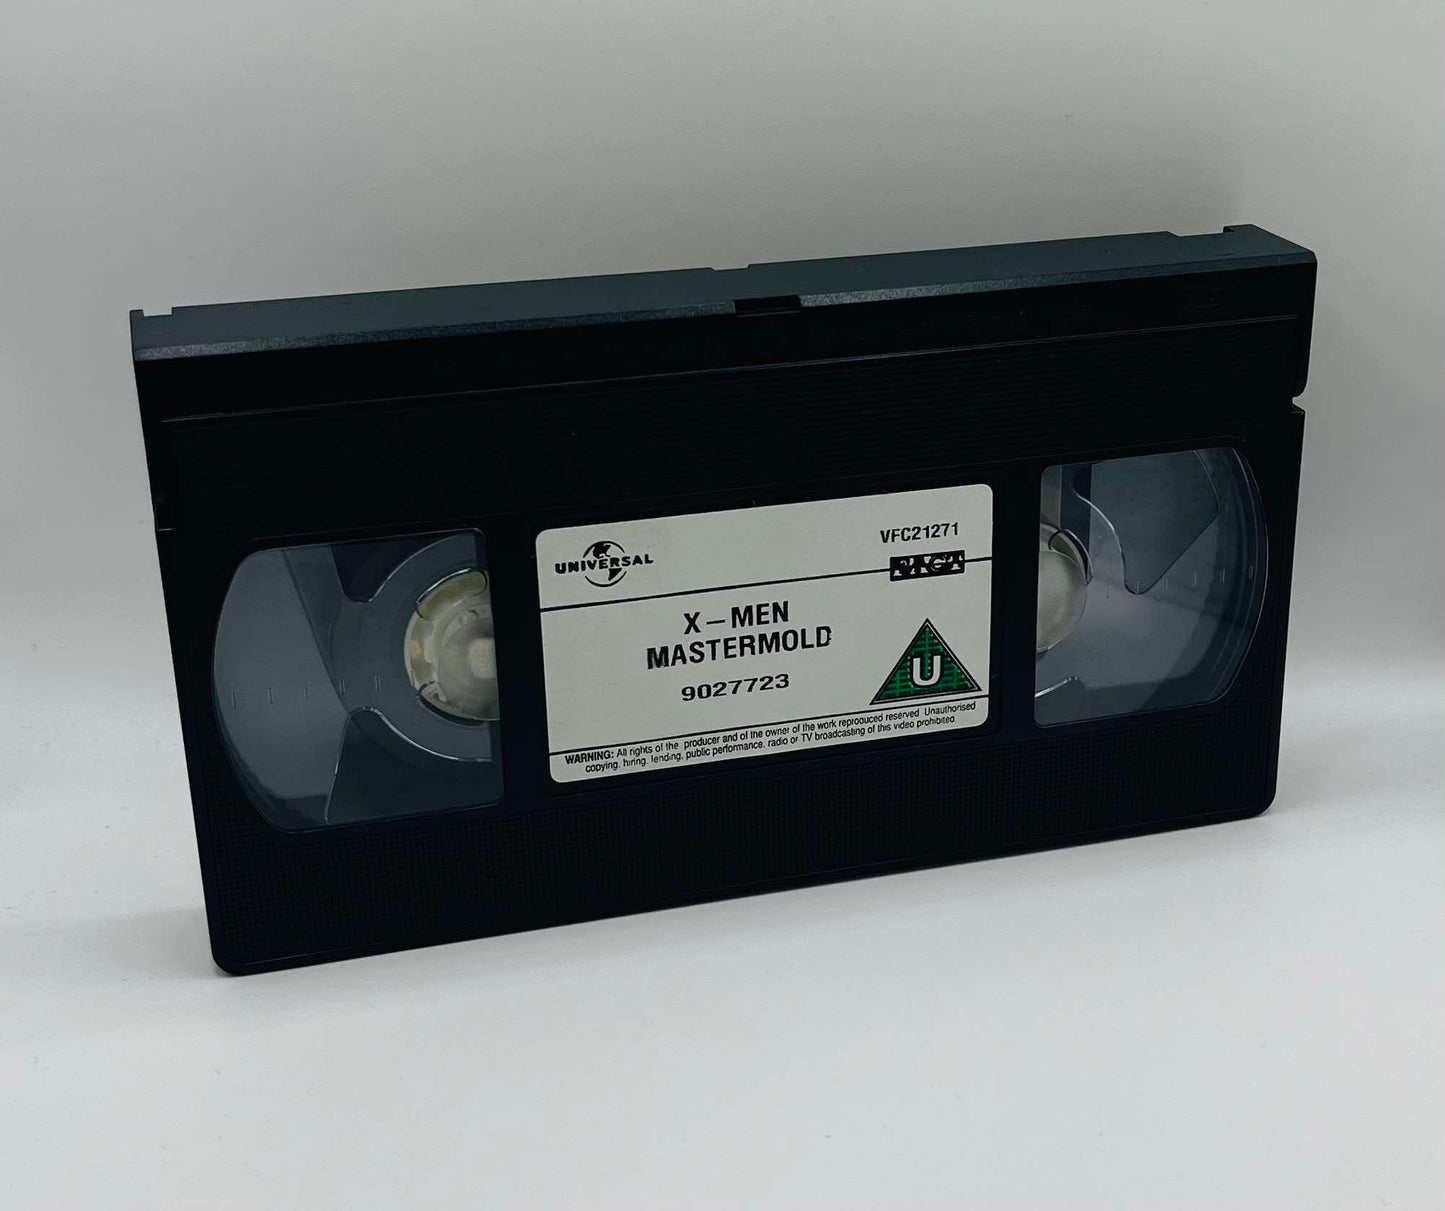 UNIVERSAL
VFC21271
FACT
X-MEN
MASTERMOLD
9027723
U
WARNING: All rights of the producer and of the owner of the work reproduced reserved Unauthorised
copying, hiring, lending, public performance, radio or TV broadcasting of this video prohibited